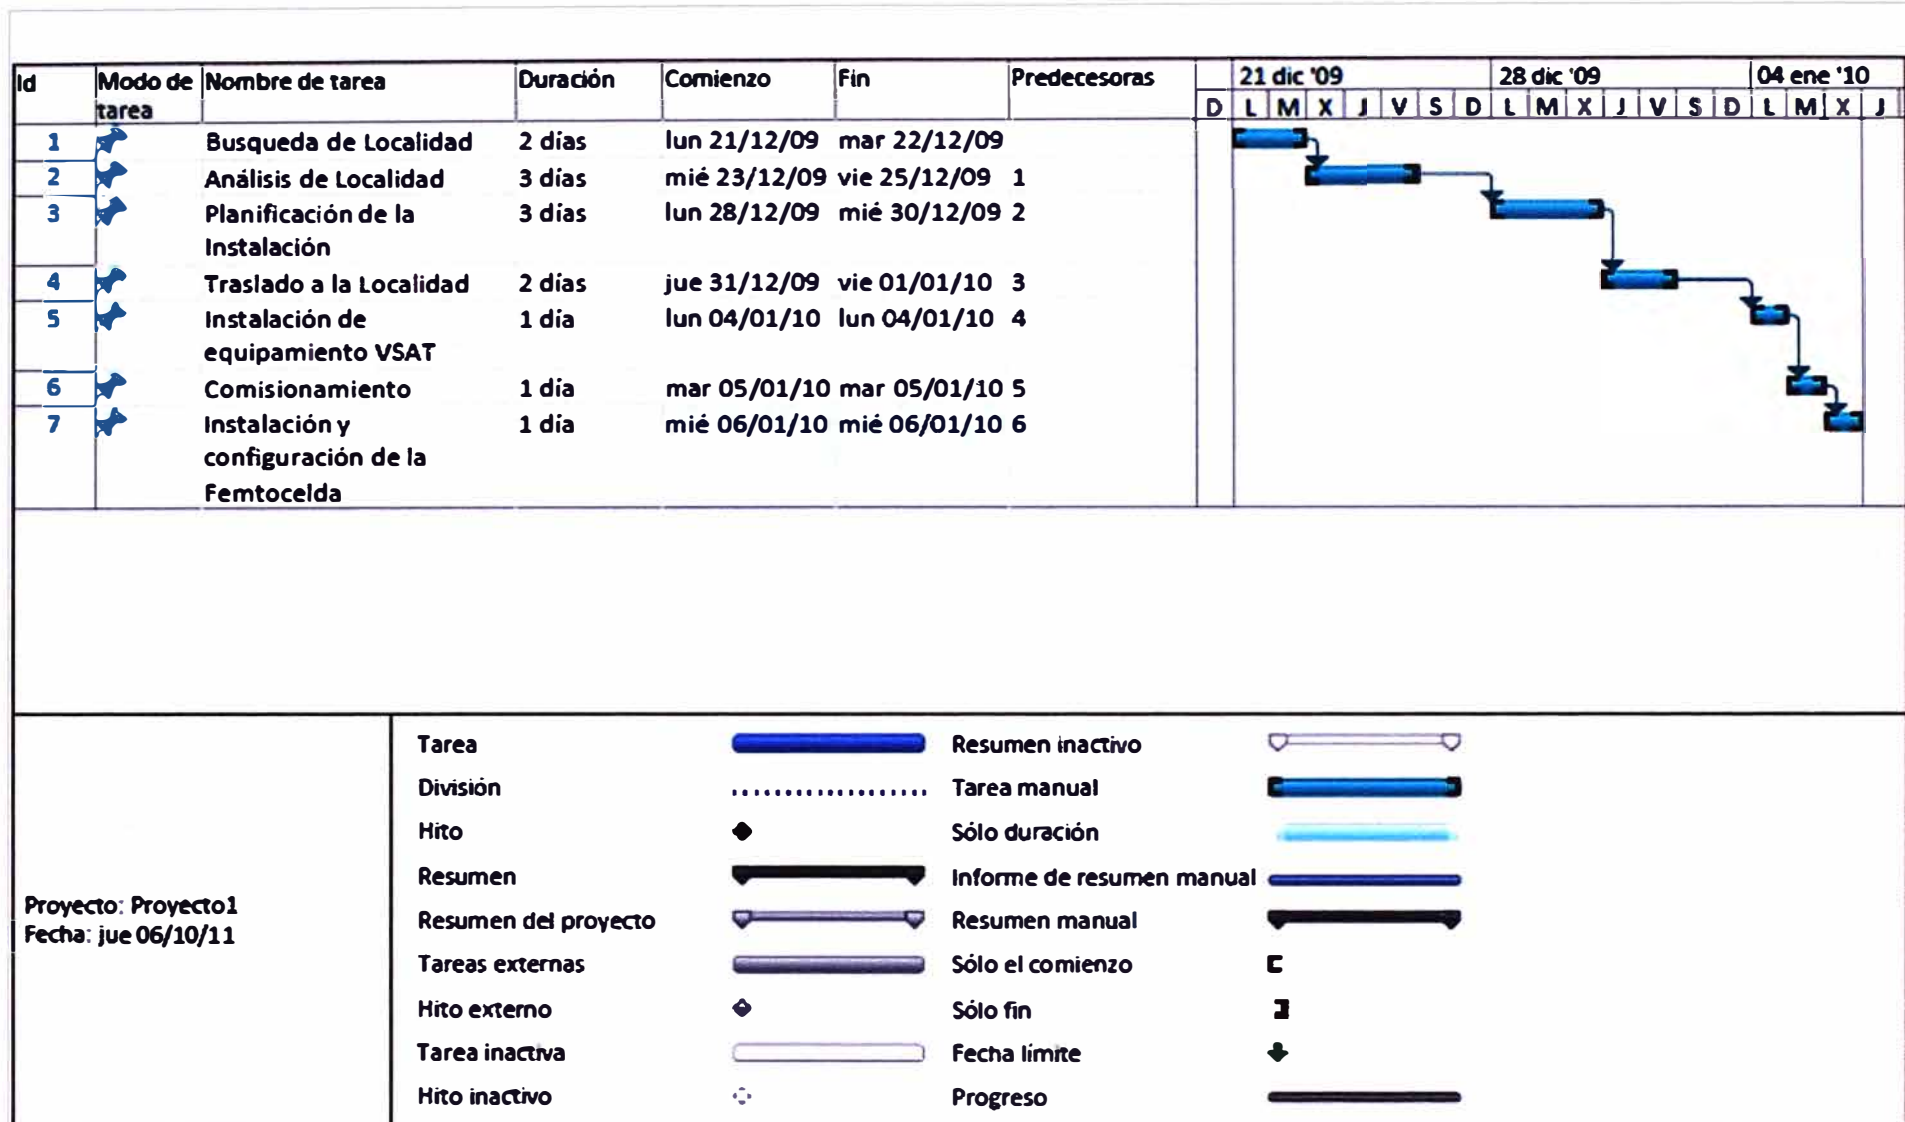 Id Modo de tarea Nombre de tarea Duración Comienzo Fin Predecesoras
21 dic '09 28 dic '09 04 ene '10
D L M X J V S D L M X J V S D L M X J
1 Busqueda de Localidad 2 días lun 21/12/09 mar 22/12/09
2 Análisis de Localidad 3 días mié 23/12/09 vie 25/12/09 1
3 Planificación de la 3 días lun 28/12/09 mié 30/12/09 2
Instalación
4 Traslado a la Localidad 2 días jue 31/12/09 vie 01/01/10 3
5 Instalación de 1 día lun 04/01/10 lun 04/01/10 4
equipamiento VSAT
6 Comisionamiento 1 día mar 05/01/10 mar 05/01/10 5
7 Instalación y 1 día mié 06/01/10 mié 06/01/10 6
configuración de la
Femtocelda
Proyecto: Proyecto1
Fecha: jue 06/10/11
Tarea
División
Hito
Resumen
Resumen del proyecto
Tareas externas
Hito externo
Tarea inactiva
Hito inactivo
Resumen inactivo
Tarea manual
Sólo duración
Informe de resumen manual
Resumen manual
Sólo el comienzo
Sólo fin
Fecha límite
Progreso